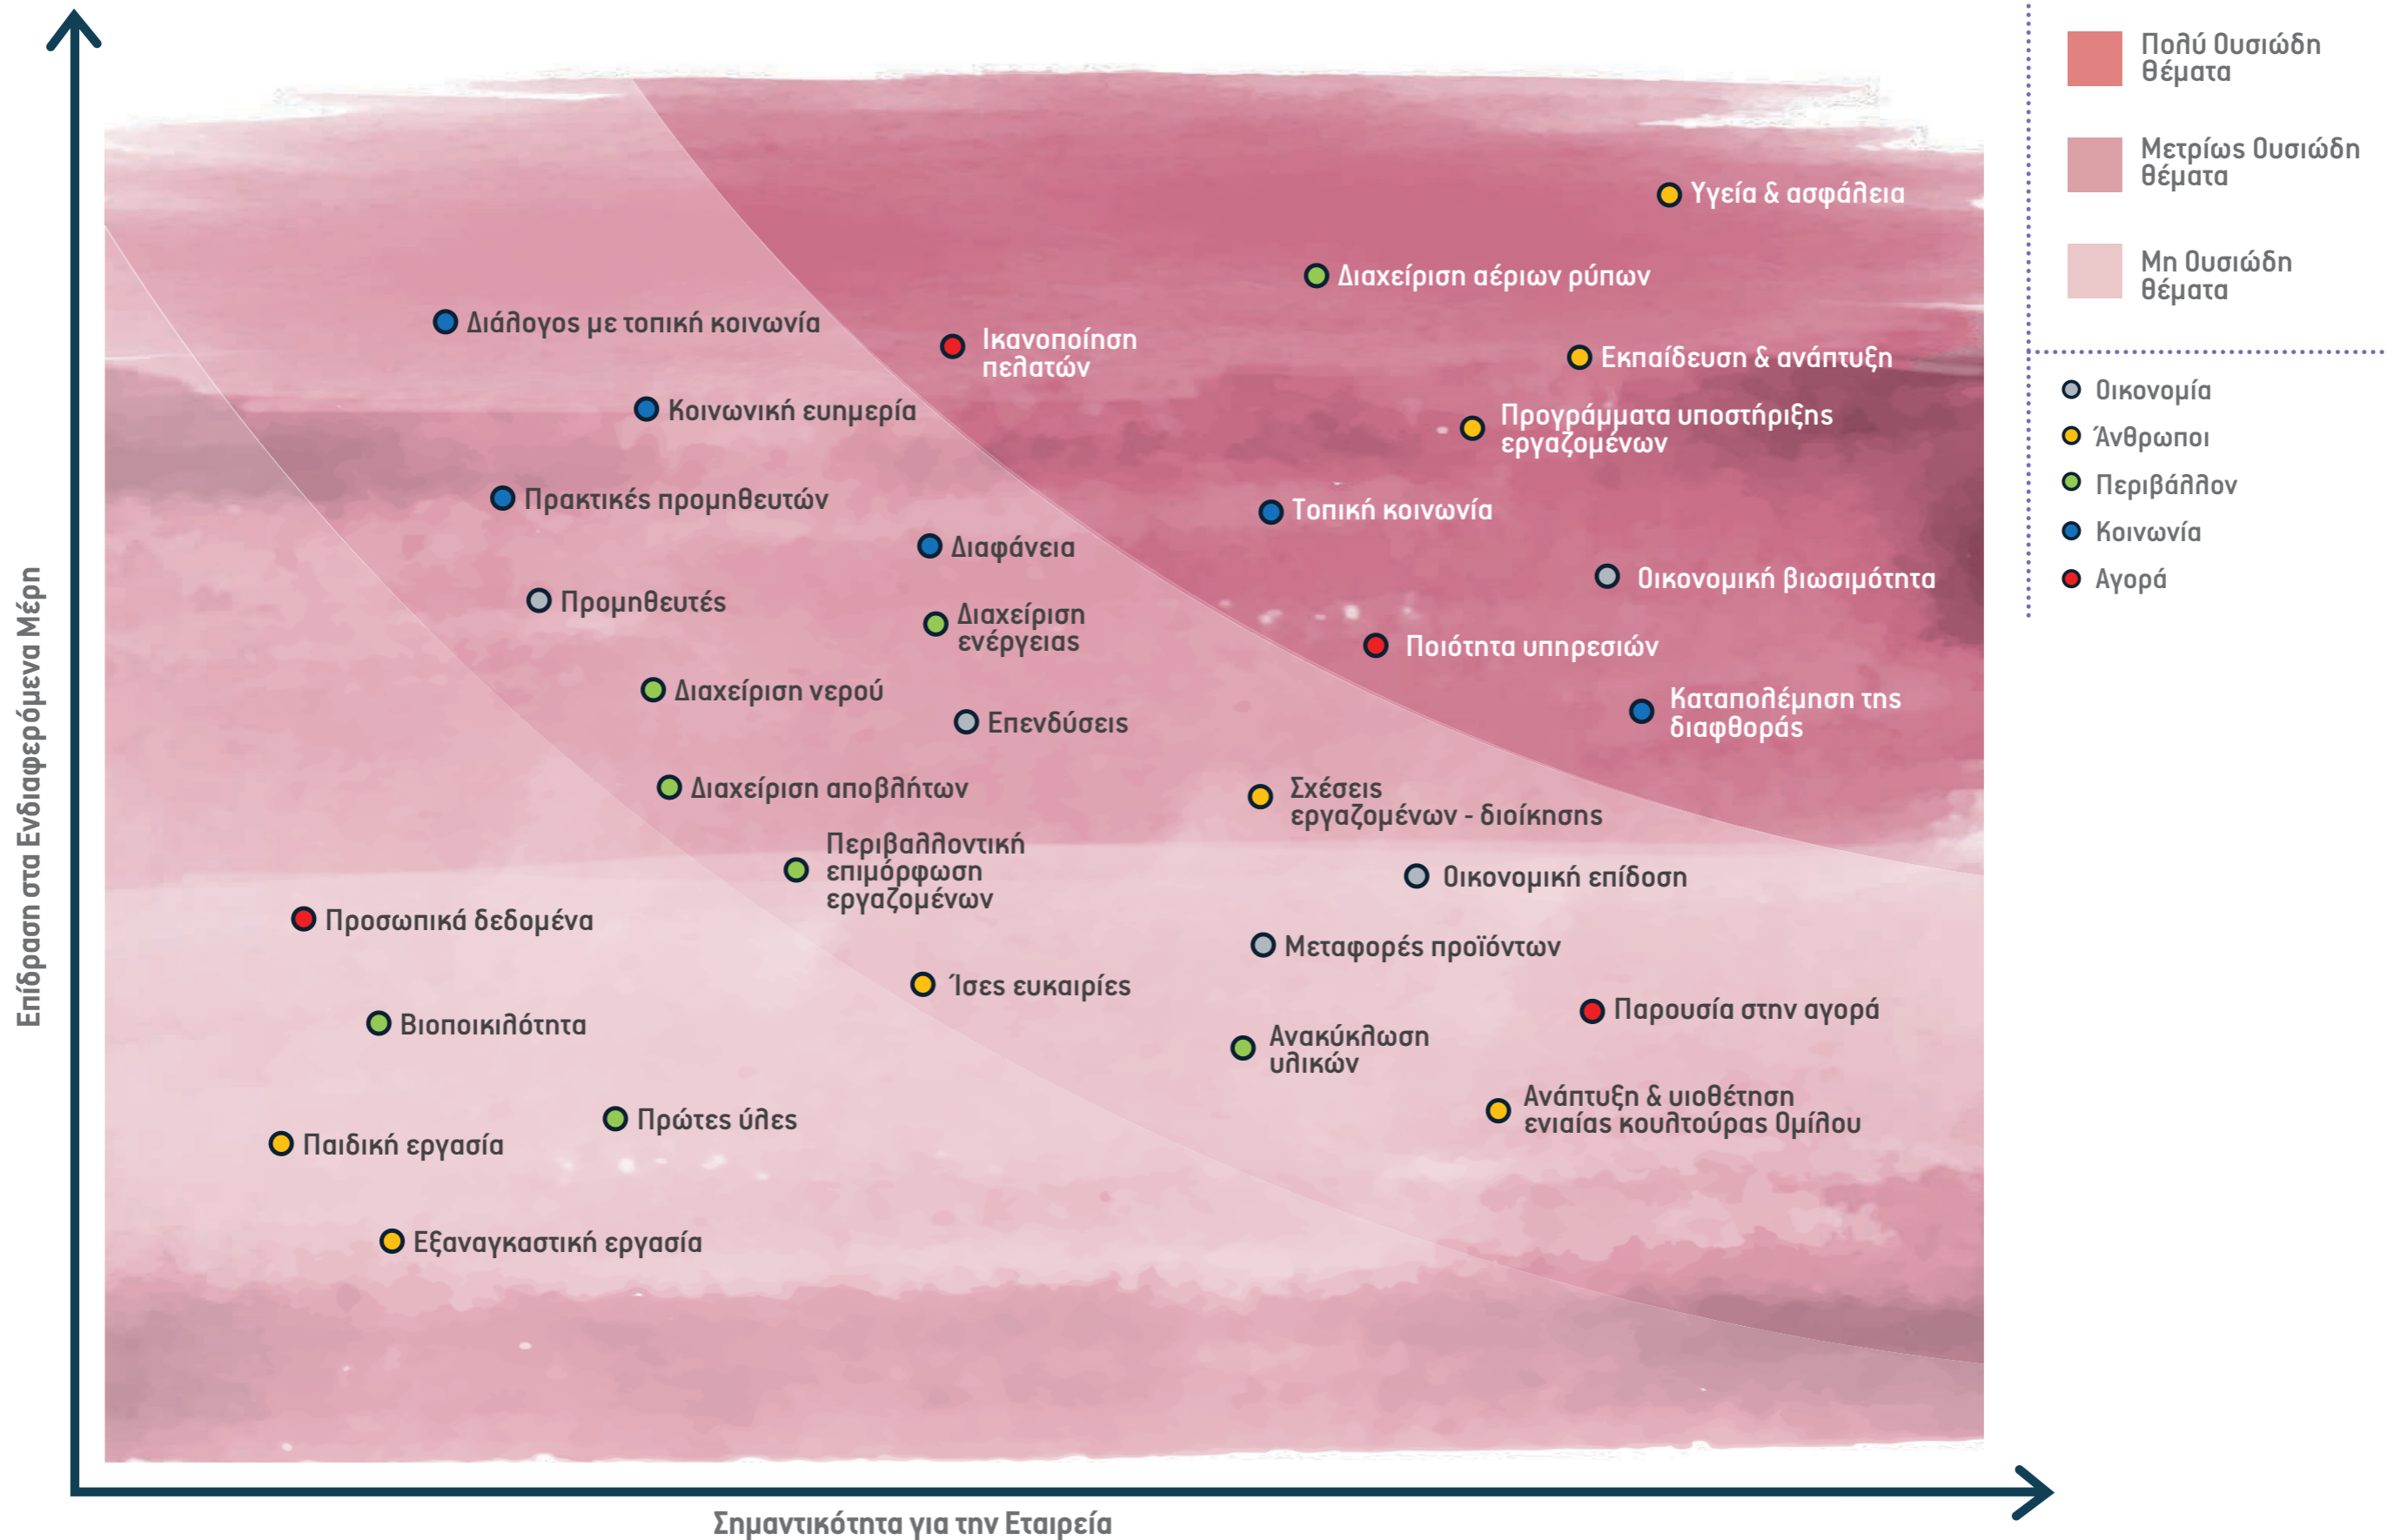 Επίδραση στα Ενδιαφερόμενα Μέρη
Υγεία & ασφάλεια
Διαχείριση αέριων ρύπων
Διάλογος με τοπική κοινωνία
Ικανοποίηση
πελατών
Εκπαίδευση & ανάπτυξη
Κοινωνική ευημερία
Προγράμματα υποστήριξης
εργαζομένων
Πρακτικές προμηθευτών
Τοπική κοινωνία
Διαφάνεια
Οικονομική βιωσιμότητα
Προμηθευτές
Διαχείριση
ενέργειας
Ποιότητα υπηρεσιών
Διαχείριση νερού
Καταπολέμηση της
διαφθοράς
Επενδύσεις
Διαχείριση αποβλήτων
Σχέσεις
εργαζομένων - διοίκησης
Περιβαλλοντική
επιμόρφωση
εργαζομένων
Οικονομική επίδοση
Προσωπικά δεδομένα
Μεταφορές προϊόντων
Ίσες ευκαιρίες
Παρουσία στην αγορά
Βιοποικιλότητα
Ανακύκλωση
υλικών
Ανάπτυξη & υιοθέτηση
ενιαίας κουλτούρας Ομίλου
Πρώτες ύλες
Παιδική εργασία
Εξαναγκαστική εργασία
Σημαντικότητα για την Εταιρεία
Πολύ Ουσιώδη
θέματα
Μετρίως Ουσιώδη
θέματα
Μη Ουσιώδη
θέματα
Οικονομία
Άνθρωποι
Περιβάλλον
Κοινωνία
Αγορά